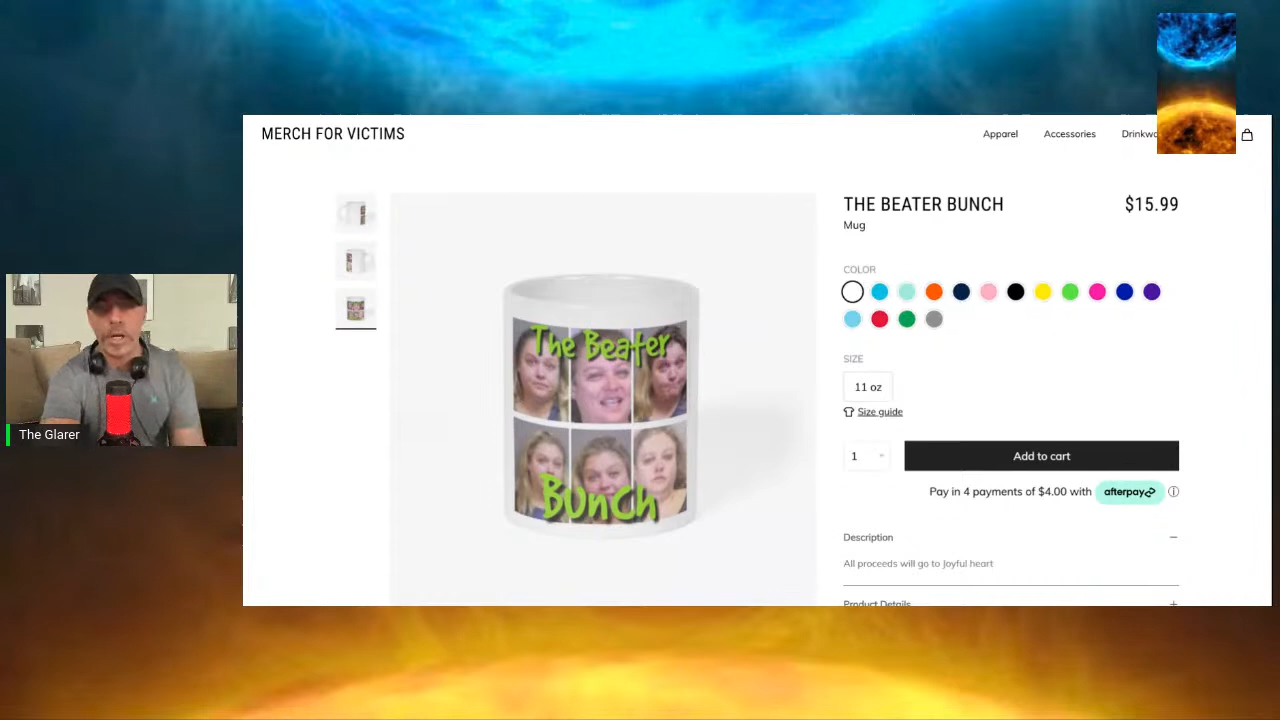 MERCH FOR VICTIMS
Apparel Accessories
THE BEATER BUNCH $15.99
Mug
COLOR
The Beater
Bunch
SIZE
11 oz
Size guide
1 Add to cart
Pay in 4 payments of $4.00 with afterpay
Description
All proceeds will go to Joyful heart
Product Details
The Glarer